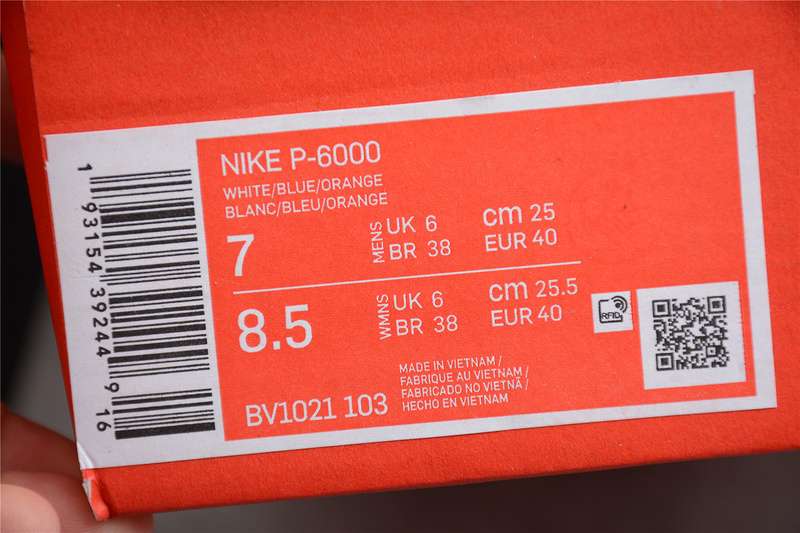 NIKE P-6000
WHITE/BLUE/ORANGE
BLANC/BLEU/ORANGE
7
MENS
UK 6
BR 38
cm 25
EUR 40
8.5
WMNS
UK 6
BR 38
cm 25.5
EUR 40
RFID
BV1021 103
MADE IN VIETNAM /
FABRIQUE AU VIETNAM /
FABRICADO NO VIETNÃ /
HECHO EN VIETNAM
1 93154 39244 9 16